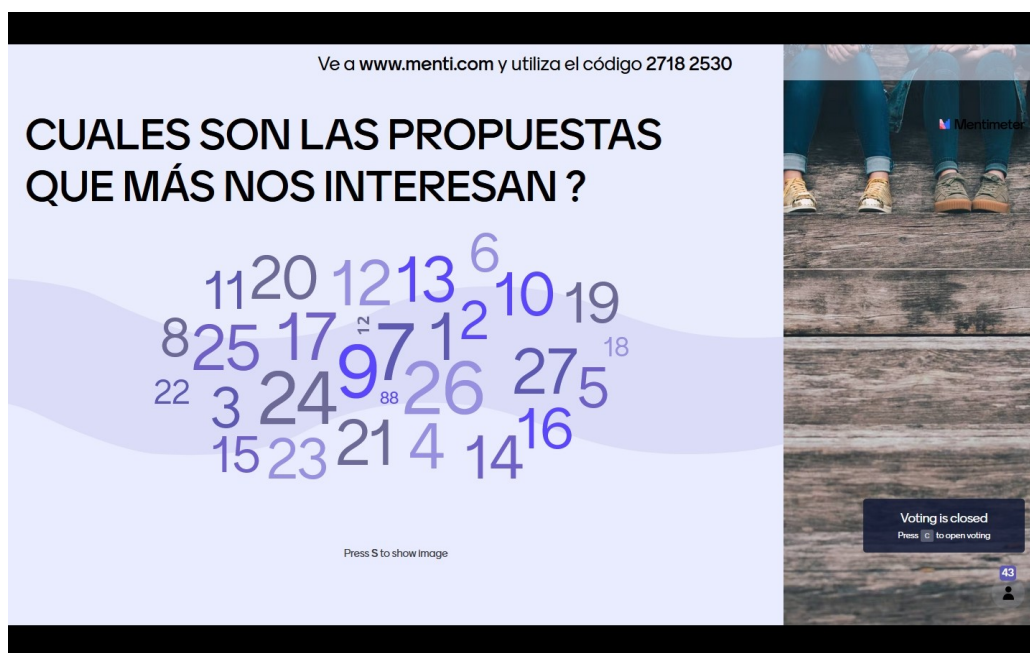 Ve a www.menti.com y utiliza el código 2718 2530
Mentimeter
CUALES SON LAS PROPUESTAS
QUE MÁS NOS INTERESAN ?
6
11 20 12 13 10 19
8 25 17 12 7 1 2 18
22 3 24 9 88 26 27 5
15 23 21 4 14 16
Press S to show image
Voting is closed
Press C to open voting
43